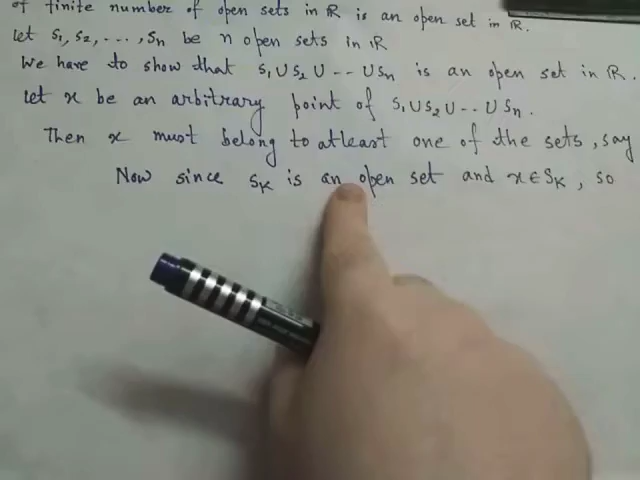 of finite number of open sets in ℝ is an open set in ℝ.
Let S₁, S₂, ..., Sₙ be n open sets in ℝ
We have to show that S₁ ∪ S₂ ∪ -- ∪ Sₙ is an open set in ℝ.
Let x be an arbitrary point of S₁ ∪ S₂ ∪ -- ∪ Sₙ.
Then x must belong to atleast one of the sets, say
Now since Sₖ is an open set and x ∈ Sₖ, so